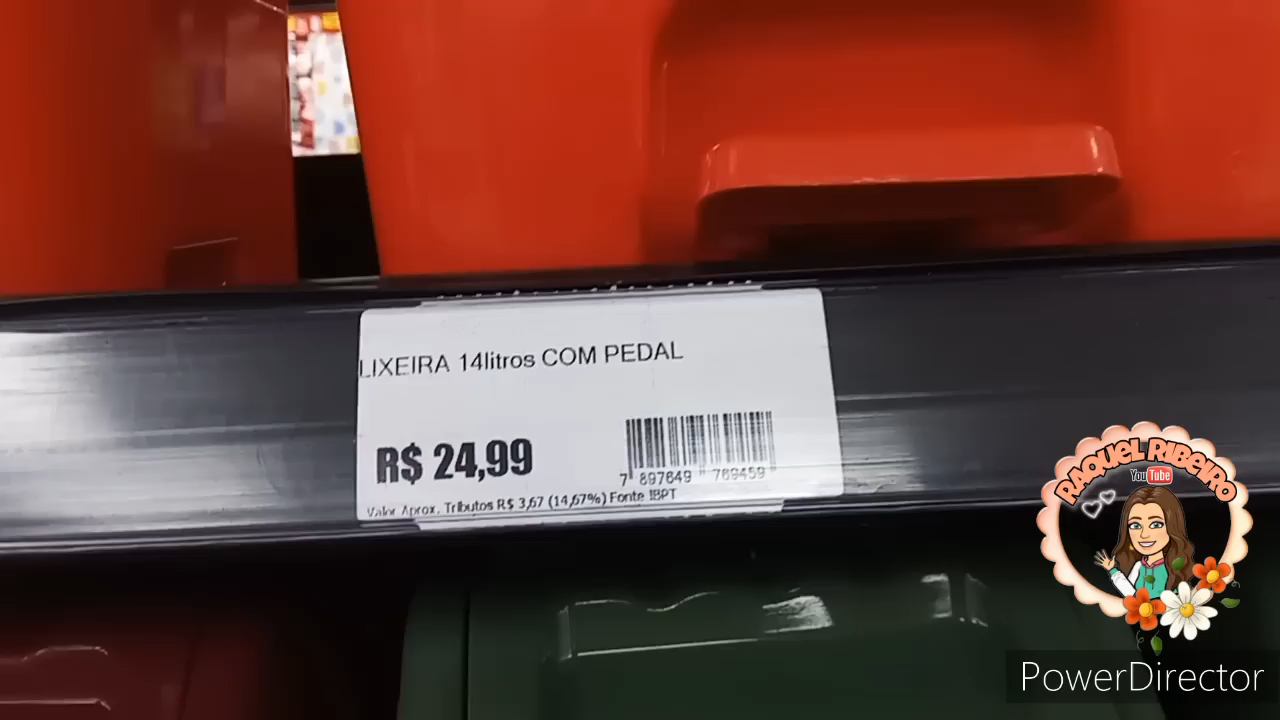 LIXEIRA 14litros COM PEDAL
R$ 24,99
7 897649 769459
Valor Aprox. Tributos R$ 3,67 (14,67%) Fonte IBPT
RAQUEL RIBEIRO
YouTube
PowerDirector